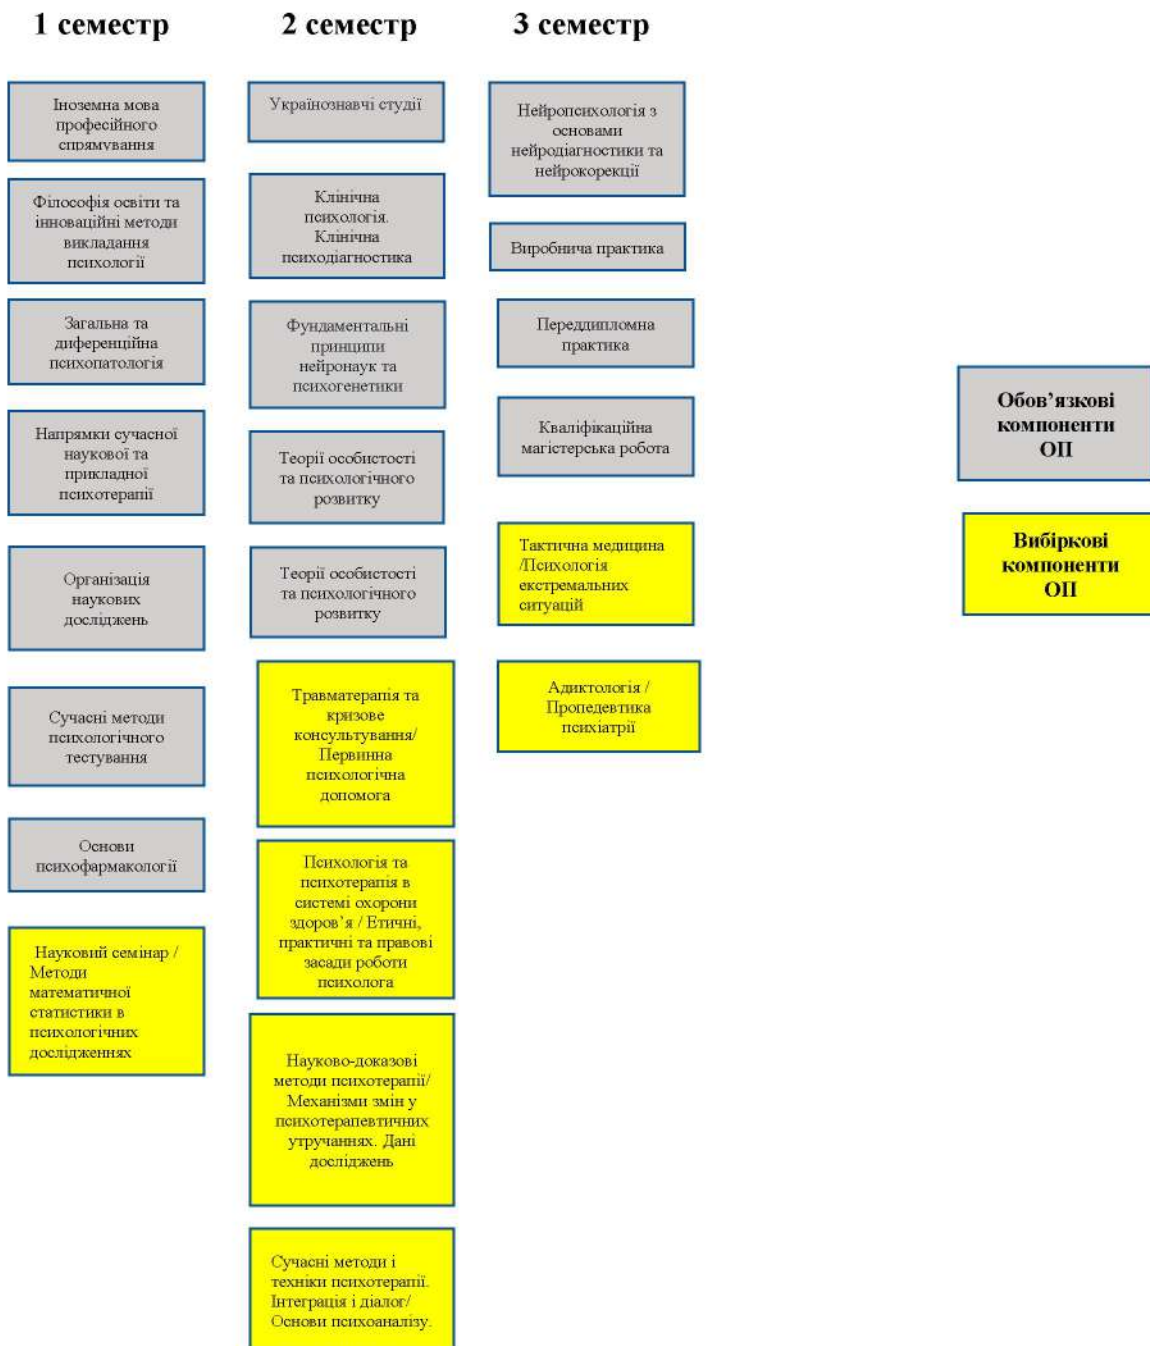 1 семестр
Іноземна мова
професійного
спрямування
Філософія освіти та
інноваційні методи
викладання
психології
Загальна та
диференційна
психопатологія
Напрямки сучасної
наукової та
прикладної
психотерапії
Організація
наукових
досліджень
Сучасні методи
психологічного
тестування
Основи
психофармакології
Науковий семінар /
Методи
математичної
статистики в
психологічних
дослідженнях
2 семестр
Українознавчі студії
Клінічна
психологія.
Клінічна
психодіагностика
Фундаментальні
принципи
нейронаук та
психогенетики
Теорії особистості
та психологічного
розвитку
Теорії особистості
та психологічного
розвитку
Травматерапія та
кризове
консультування/
Первинна
психологічна
допомога
Психологія та
психотерапія в
системі охорони
здоров’я / Етичні,
практичні та правові
засади роботи
психолога
Науково-доказові
методи психотерапії/
Механізми змін у
психотерапевтичних
утручаннях. Дані
досліджень
Сучасні методи і
техніки психотерапії.
Інтеграція і діалог/
Основи психоаналізу.
3 семестр
Нейропсихологія з
основами
нейродіагностики та
нейрокорекції
Виробнича практика
Переддипломна
практика
Кваліфікаційна
магістерська робота
Тактична медицина
/Психологія
екстремальних
ситуацій
Адиктологія /
Пропедевтика
психіатрії
Обов’язкові
компоненти
ОП
Вибіркові
компоненти
ОП